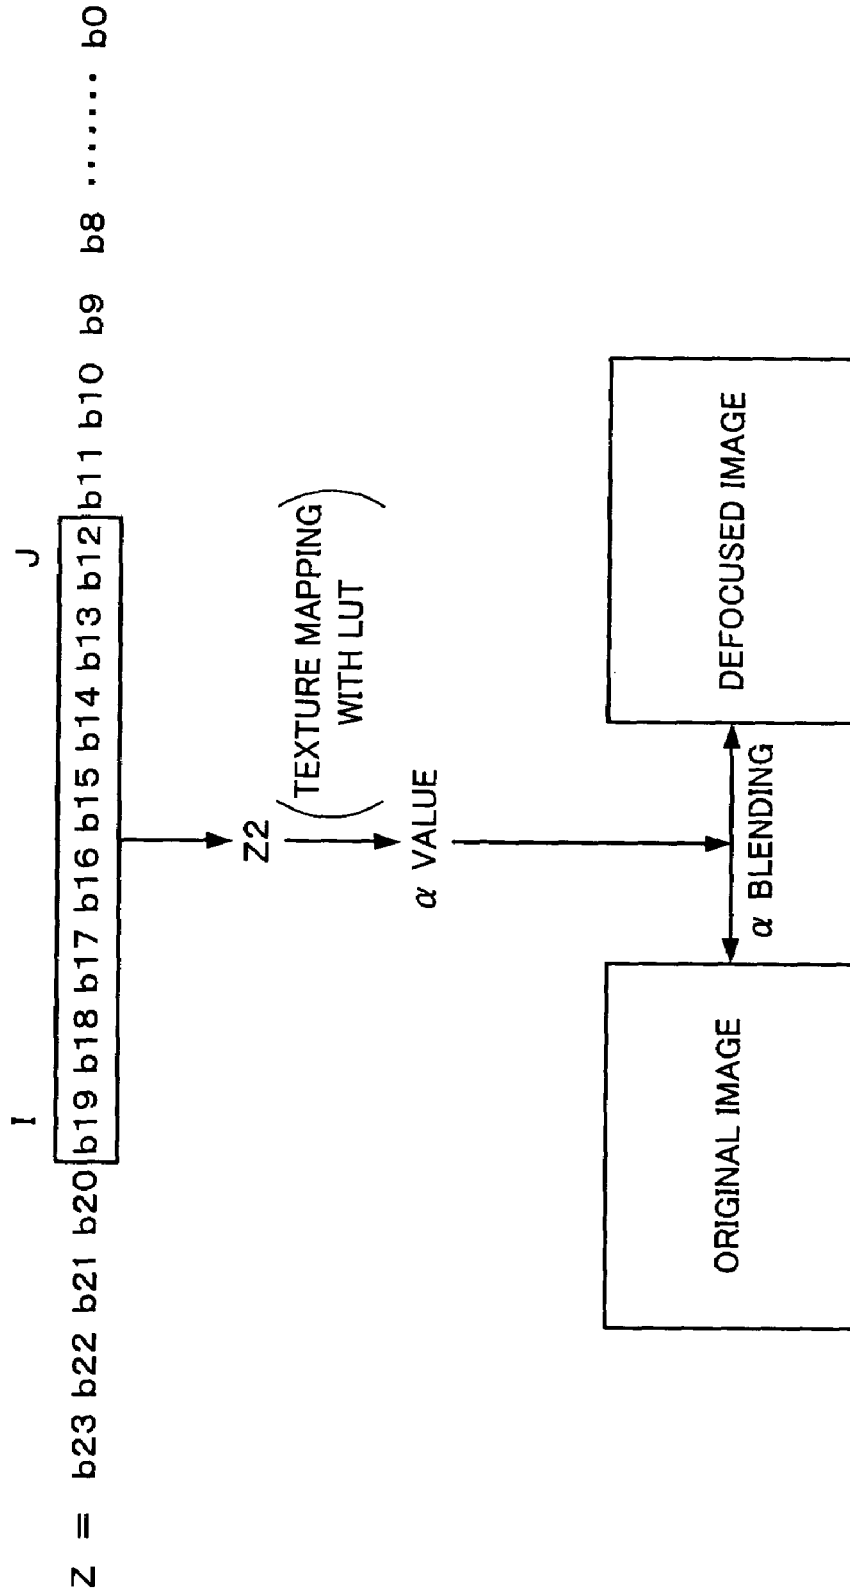 I J
Z = b23 b22 b21 b20 b19 b18 b17 b16 b15 b14 b13 b12 b11 b10 b9 b8 ....... b0
Z2
(TEXTURE MAPPING
WITH LUT)
α VALUE
α BLENDING
ORIGINAL IMAGE
DEFOCUSED IMAGE